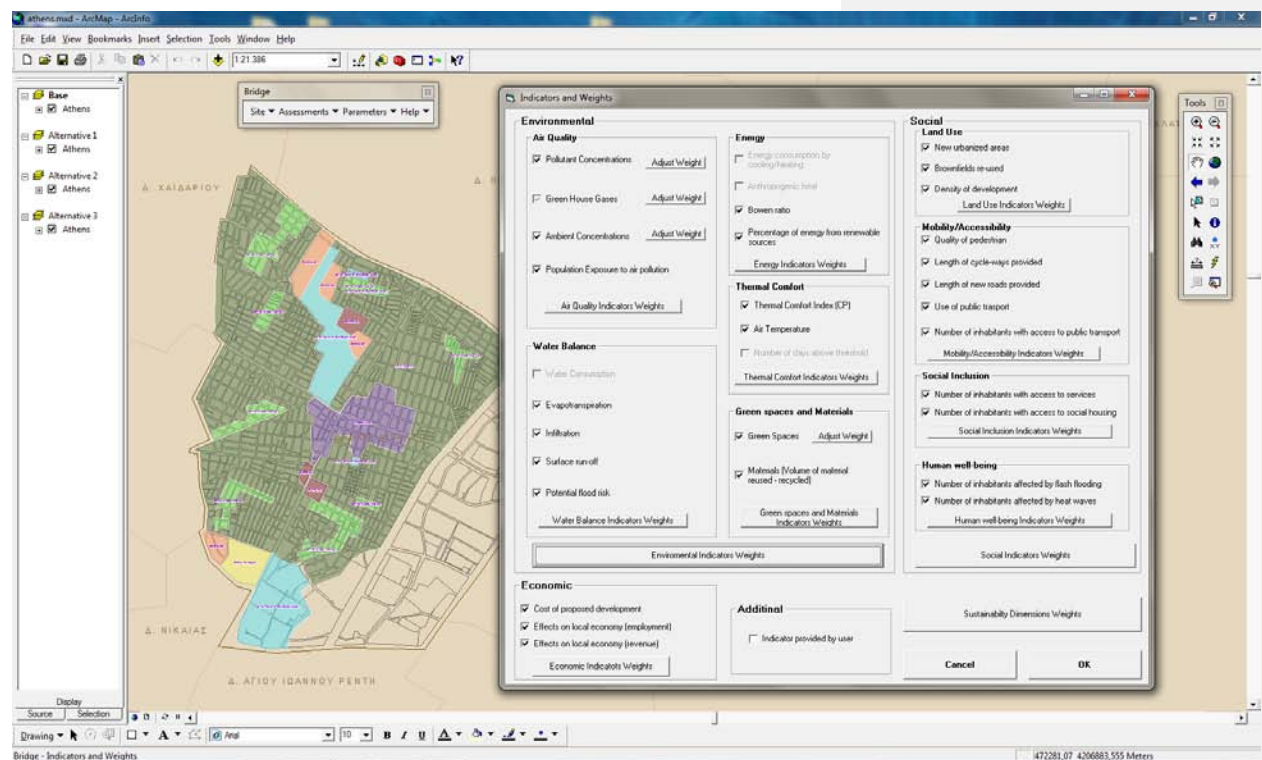 athens.mxd - ArcMap - ArcInfo
File Edit View Bookmarks Insert Selection Tools Window Help
1:21.386
Base
Athens
Alternative 1
Athens
Alternative 2
Athens
Alternative 3
Athens
Display
Source Selection
Bridge
Site Assessments Parameters Help
Δ. ΧΑΪΔΑΡΙΟΥ
Δ. ΝΙΚΑΙΑΣ
Δ. ΑΓΙΟΥ ΙΩΑΝΝΟΥ ΡΕΝΤΗ
Indicators and Weights
Environmental
Air Quality
Pollutant Concentrations Adjust Weight
Green House Gases Adjust Weight
Ambient Concentrations Adjust Weight
Population Exposure to air pollution
Air Quality Indicators Weights
Water Balance
Water Consumption
Evapotranspiration
Infiltration
Surface run-off
Potential flood risk
Water Balance Indicators Weights
Energy
Energy consumption by
cooling/heating
Anthropogenic heat
Bowen ratio
Percentage of energy from renewable
sources
Energy Indicators Weights
Thermal Comfort
Thermal Comfort Index (CP)
Air Temperature
Number of days above threshold
Thermal Comfort Indicators Weights
Green spaces and Materials
Green Spaces Adjust Weight
Materials (Volume of material
reused - recycled)
Green spaces and Materials
Indicators Weights
Enviromental Indicators Weights
Social
Land Use
New urbanized areas
Brownfields re-used
Density of development
Land Use Indicators Weights
Mobility/Accessibility
Quality of pedestrian
Length of cycle-ways provided
Length of new roads provided
Use of public trasport
Number of inhabitants with access to public transport
Mobility/Accessibility Indicators Weights
Social Inclusion
Number of inhabitants with access to services
Number of inhabitants with access to social housing
Social Inclusion Indicators Weights
Human well-being
Number of inhabitants affected by flash flooding
Number of inhabitants affected by heat waves
Human well-being Indicators Weights
Social Indicators Weights
Economic
Cost of proposed development
Effects on local economy (employment)
Effects on local economy (revenue)
Economic Indicatots Weights
Additinal
Indicator provided by user
Sustainabilty Dimensions Weights
Cancel OK
Tools
Drawing A Arial 10 B I U A
Bridge - Indicators and Weights
472281,07 4206883,555 Meters